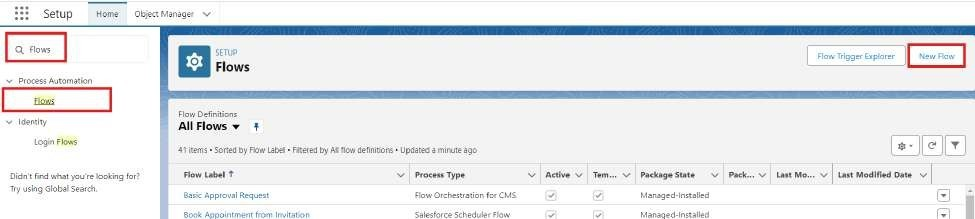 Setup Home Object Manager
Flows
Process Automation
Flows
Identity
Login Flows
Didn't find what you're looking for?
Try using Global Search.
SETUP
Flows
Flow Trigger Explorer New Flow
Flow Definitions
All Flows
41 items • Sorted by Flow Label • Filtered by All flow definitions • Updated a minute ago
Flow Label ↑ Process Type Active Tem... Package State Pack... Last Mo... Last Modified Date
Basic Approval Request Flow Orchestration for CMS Managed-Installed
Book Appointment from Invitation Salesforce Scheduler Flow Managed-Installed